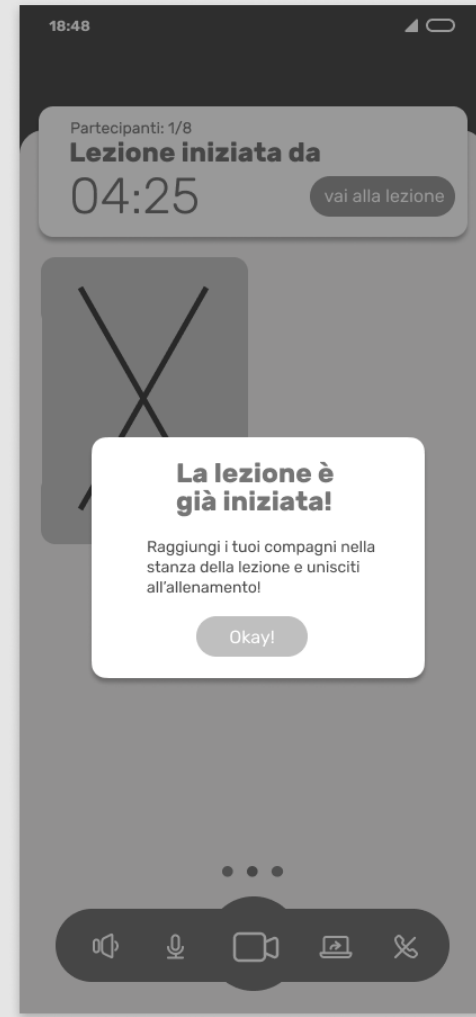 18:48
Partecipanti: 1/8
Lezione iniziata da
04:25
vai alla lezione
La lezione è
già iniziata!
Raggiungi i tuoi compagni nella
stanza della lezione e unisciti
all'allenamento!
Okay!